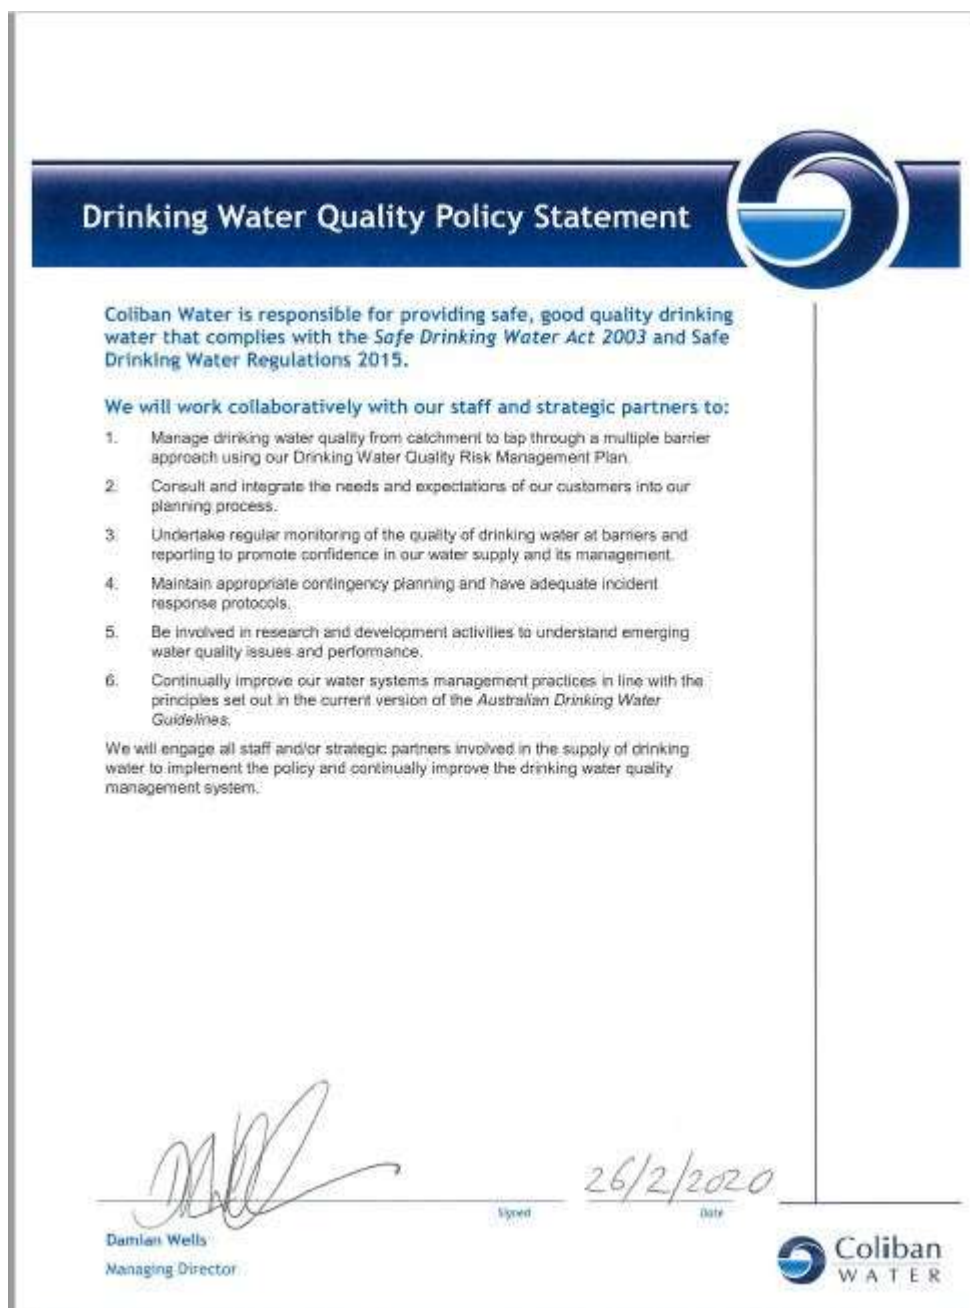 Drinking Water Quality Policy Statement
Coliban Water is responsible for providing safe, good quality drinking
water that complies with the Safe Drinking Water Act 2003 and Safe
Drinking Water Regulations 2015.
We will work collaboratively with our staff and strategic partners to:
1. Manage drinking water quality from catchment to tap through a multiple barrier
approach using our Drinking Water Quality Risk Management Plan.
2. Consult and integrate the needs and expectations of our customers into our
planning process.
3. Undertake regular monitoring of the quality of drinking water at barriers and
reporting to promote confidence in our water supply and its management.
4. Maintain appropriate contingency planning and have adequate incident
response protocols.
5. Be involved in research and development activities to understand emerging
water quality issues and performance.
6. Continually improve our water systems management practices in line with the
principles set out in the current version of the Australian Drinking Water
Guidelines.
We will engage all staff and/or strategic partners involved in the supply of drinking
water to implement the policy and continually improve the drinking water quality
management system.
26/2/2020
Signed Date
Damian Wells
Managing Director
Coliban
WATER